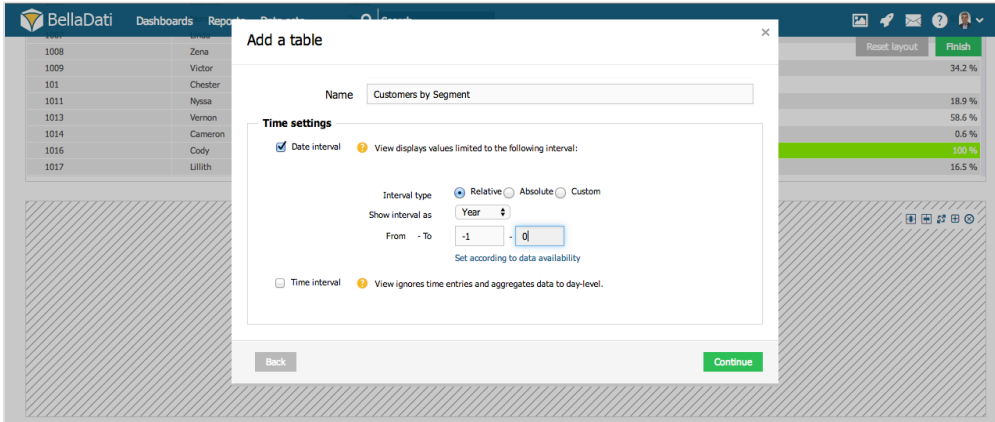 BellaDati Dashboards Reports Data sets Search
Reset layout Finish
1008 Zena
1009 Victor 34.2 %
101 Chester
1011 Nyssa 18.9 %
1013 Vernon 58.6 %
1014 Cameron 0.6 %
1016 Cody 100 %
1017 Lillith 16.5 %
Add a table ×
Name Customers by Segment
Time settings
Date interval ? View displays values limited to the following interval:
Interval type Relative Absolute Custom
Show interval as Year
From - To -1 - 0
Set according to data availability
Time interval ? View ignores time entries and aggregates data to day-level.
Back Continue